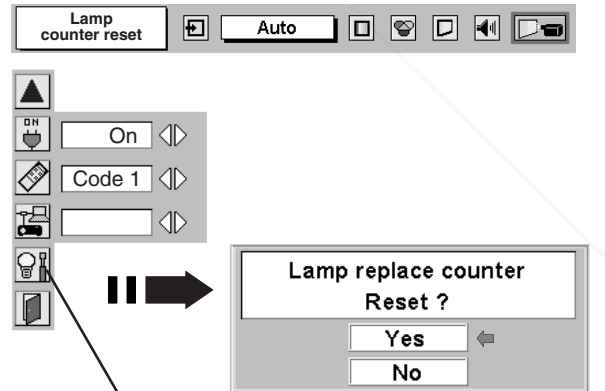 Lamp
counter reset
Auto
ON
On
Code 1
Lamp replace counter
Reset ?
Yes
No